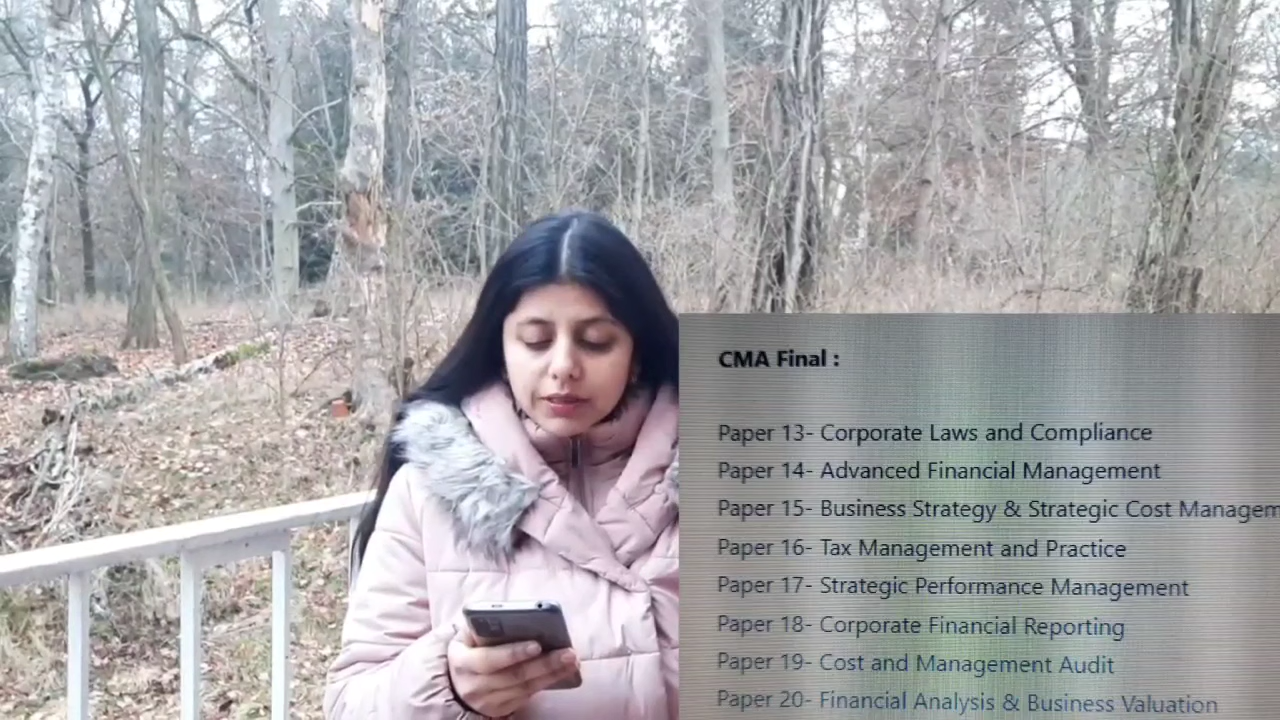 CMA Final :
Paper 13- Corporate Laws and Compliance
Paper 14- Advanced Financial Management
Paper 15- Business Strategy & Strategic Cost Managem
Paper 16- Tax Management and Practice
Paper 17- Strategic Performance Management
Paper 18- Corporate Financial Reporting
Paper 19- Cost and Management Audit
Paper 20- Financial Analysis & Business Valuation